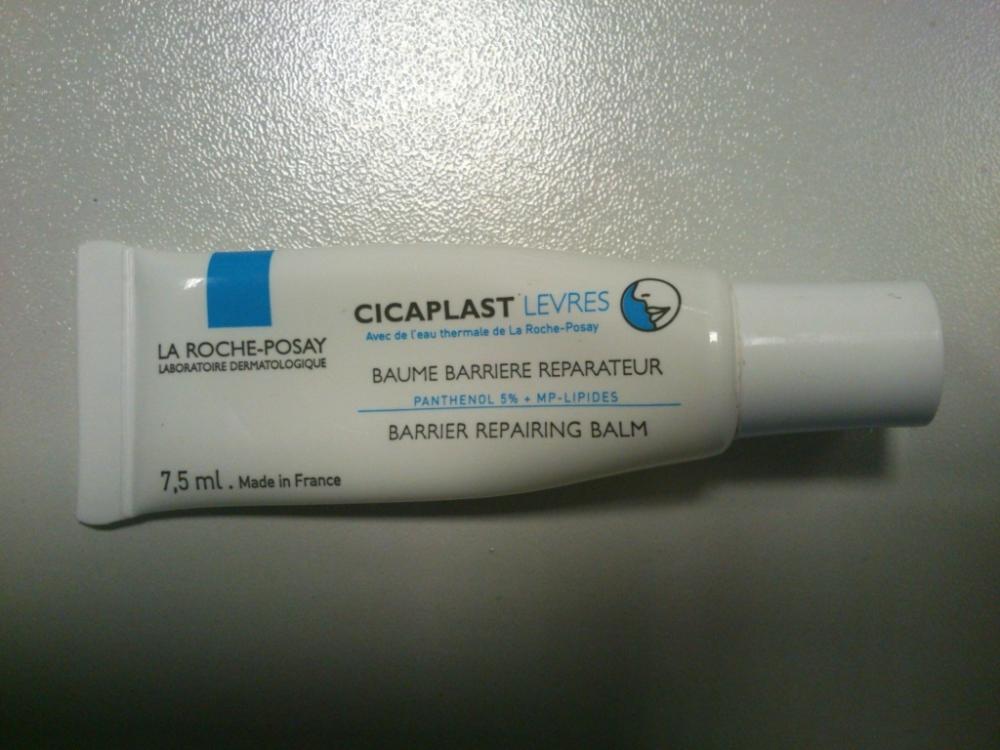 LA ROCHE-POSAY
LABORATOIRE DERMATOLOGIQUE
CICAPLAST LEVRES
Avec de l'eau thermale de La Roche-Posay
BAUME BARRIERE REPARATEUR
PANTHENOL 5% + MP-LIPIDES
BARRIER REPAIRING BALM
7,5 ml . Made in France